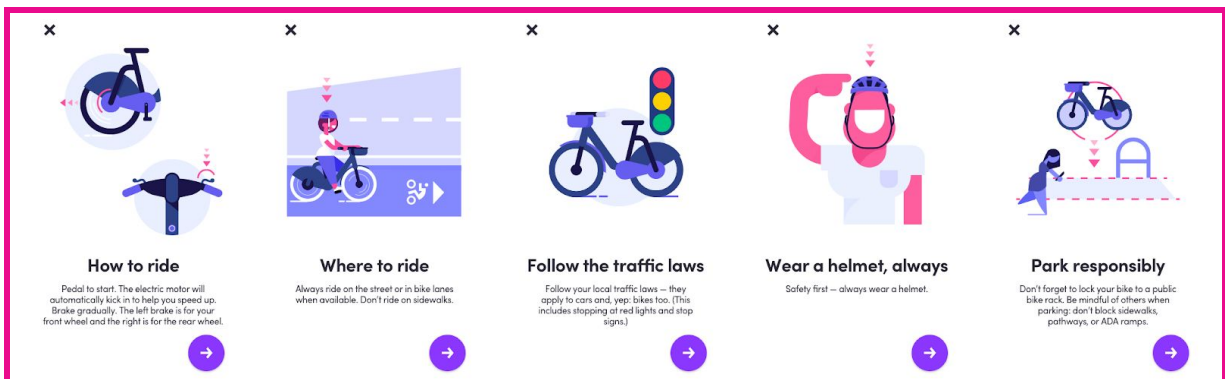 How to ride
Pedal to start. The electric motor will
automatically kick in to help you speed up.
Brake gradually. The left brake is for your
front wheel and the right is for the rear wheel.
Where to ride
Always ride on the street or in bike lanes
when available. Don't ride on sidewalks.
Follow the traffic laws
Follow your local traffic laws — they
apply to cars and, yep: bikes too. (This
includes stopping at red lights and stop
signs.)
Wear a helmet, always
Safety first — always wear a helmet.
Park responsibly
Don't forget to lock your bike to a public
bike rack. Be mindful of others when
parking: don't block sidewalks,
pathways, or ADA ramps.